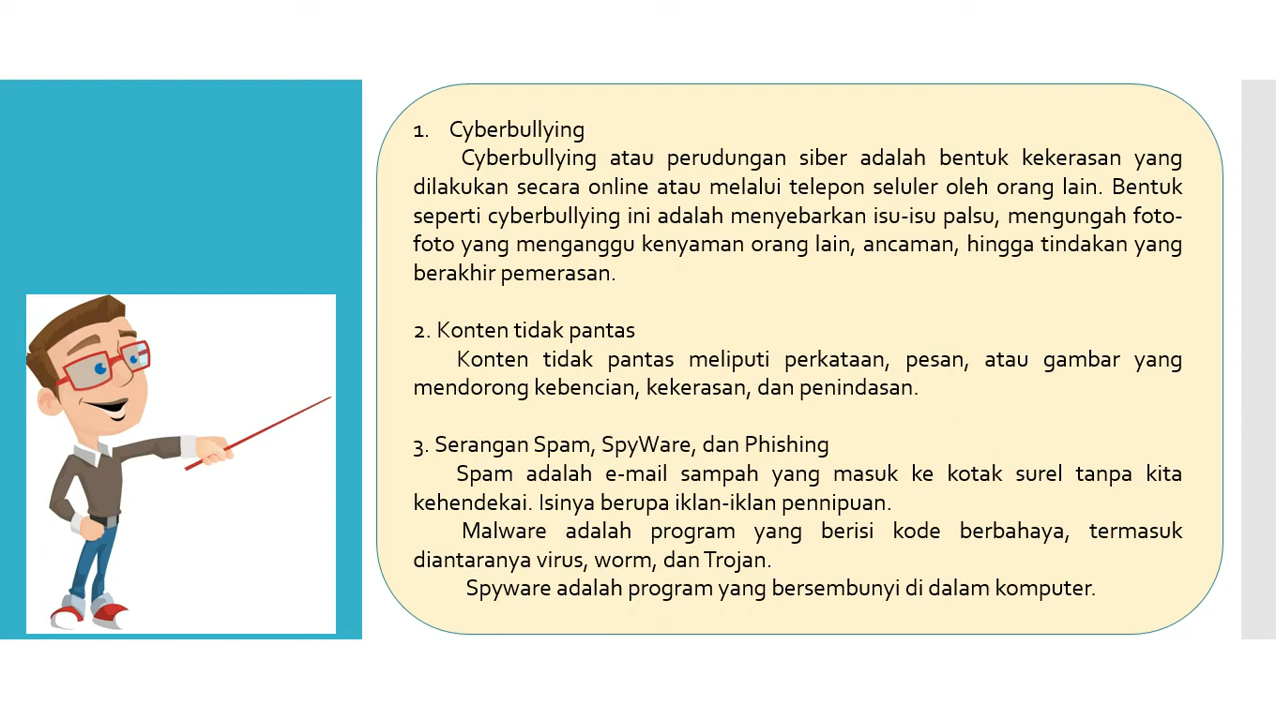 1. Cyberbullying
Cyberbullying atau perudungan siber adalah bentuk kekerasan yang
dilakukan secara online atau melalui telepon seluler oleh orang lain. Bentuk
seperti cyberbullying ini adalah menyebarkan isu-isu palsu, mengungah foto-
foto yang menganggu kenyaman orang lain, ancaman, hingga tindakan yang
berakhir pemerasan.
2. Konten tidak pantas
Konten tidak pantas meliputi perkataan, pesan, atau gambar yang
mendorong kebencian, kekerasan, dan penindasan.
3. Serangan Spam, SpyWare, dan Phishing
Spam adalah e-mail sampah yang masuk ke kotak surel tanpa kita
kehendekai. Isinya berupa iklan-iklan pennipuan.
Malware adalah program yang berisi kode berbahaya, termasuk
diantaranya virus, worm, dan Trojan.
Spyware adalah program yang bersembunyi di dalam komputer.